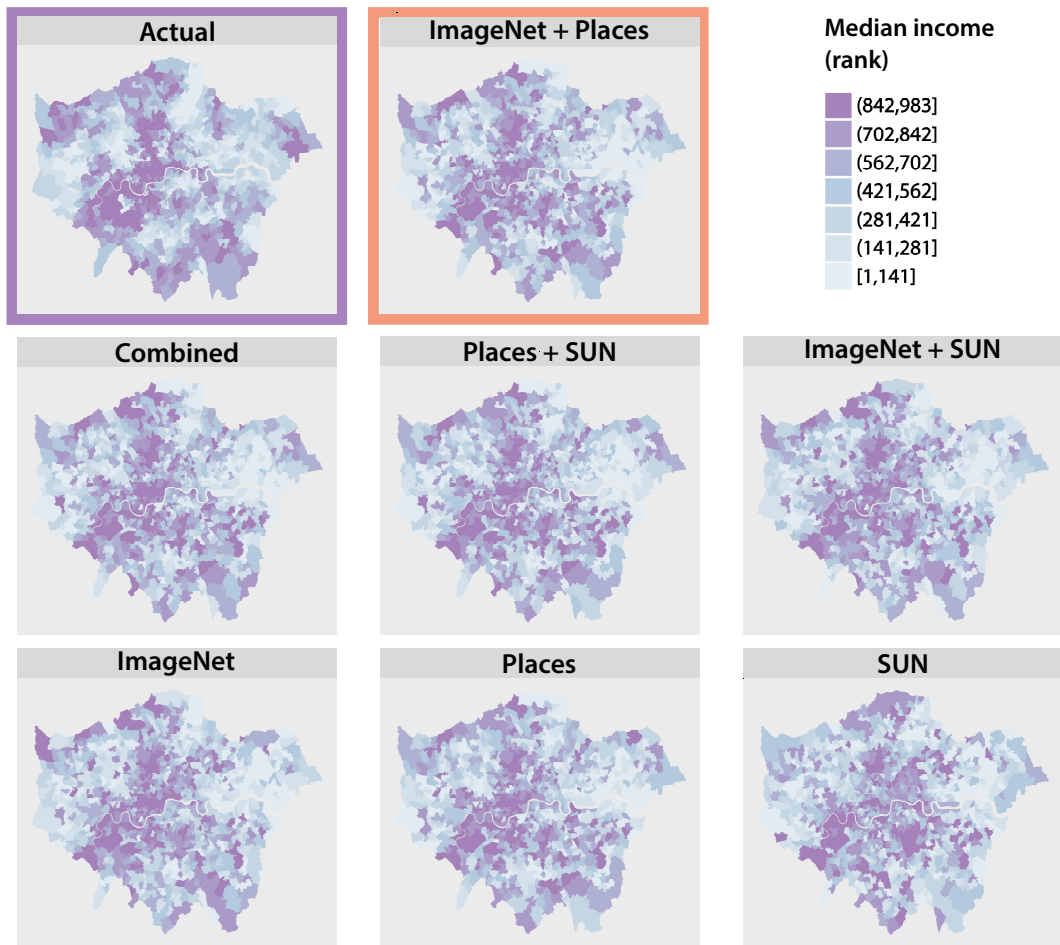 Actual
ImageNet + Places
Median income
(rank)
(842,983]
(702,842]
(562,702]
(421,562]
(281,421]
(141,281]
[1,141]
Combined
Places + SUN
ImageNet + SUN
ImageNet
Places
SUN